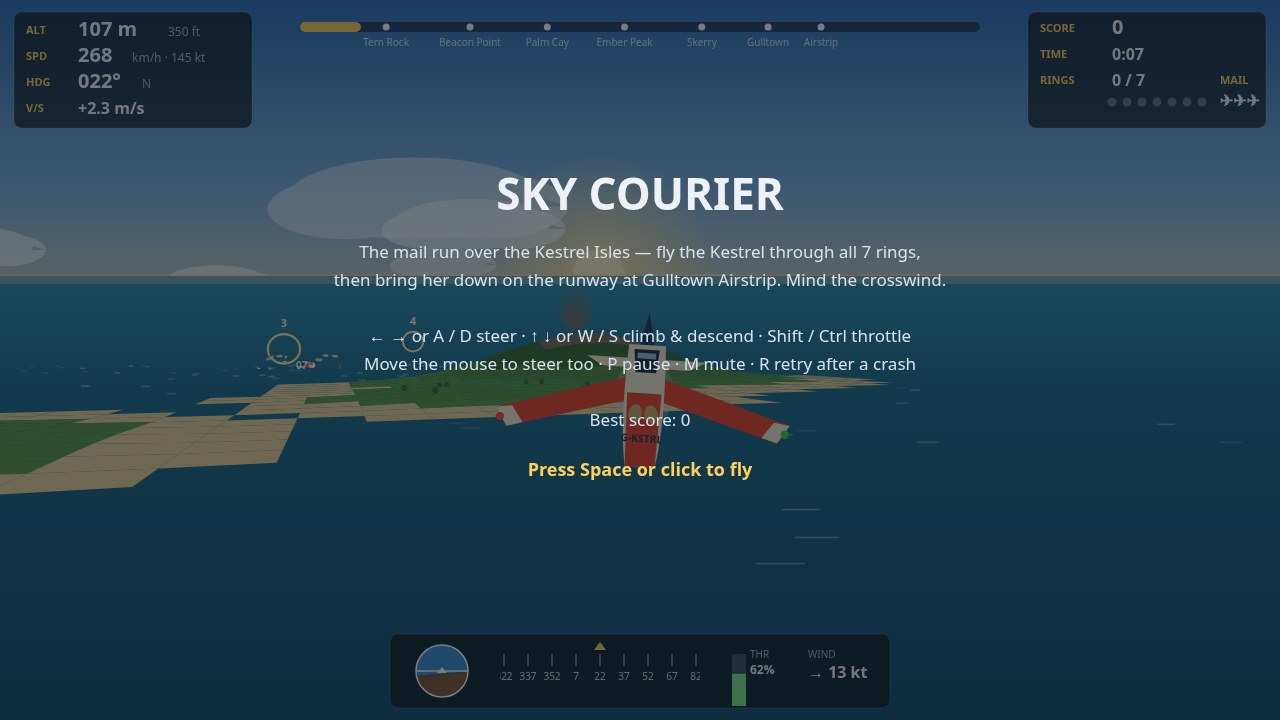 ALT 107 m 350 ft
SPD 268 km/h · 145 kt
HDG 022° N
V/S +2.3 m/s
Tern Rock Beacon Point Palm Cay Ember Peak Skerry Gulltown Airstrip
SCORE 0
TIME 0:07
RINGS 0 / 7 MAIL
SKY COURIER
The mail run over the Kestrel Isles — fly the Kestrel through all 7 rings,
then bring her down on the runway at Gulltown Airstrip. Mind the crosswind.
3 4
← → or A / D steer · ↑ ↓ or W / S climb & descend · Shift / Ctrl throttle
Move the mouse to steer too · P pause · M mute · R retry after a crash
07
Best score: 0
G-KSTRL
Press Space or click to fly
THR WIND
62% → 13 kt
22 337 352 7 22 37 52 67 82